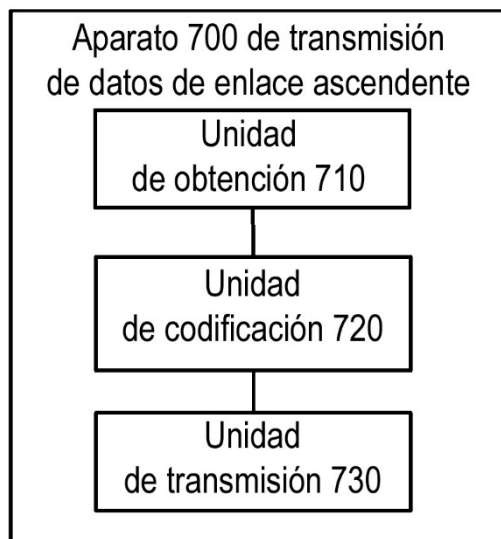 Aparato 700 de transmisión
de datos de enlace ascendente
Unidad
de obtención 710
Unidad
de codificación 720
Unidad
de transmisión 730